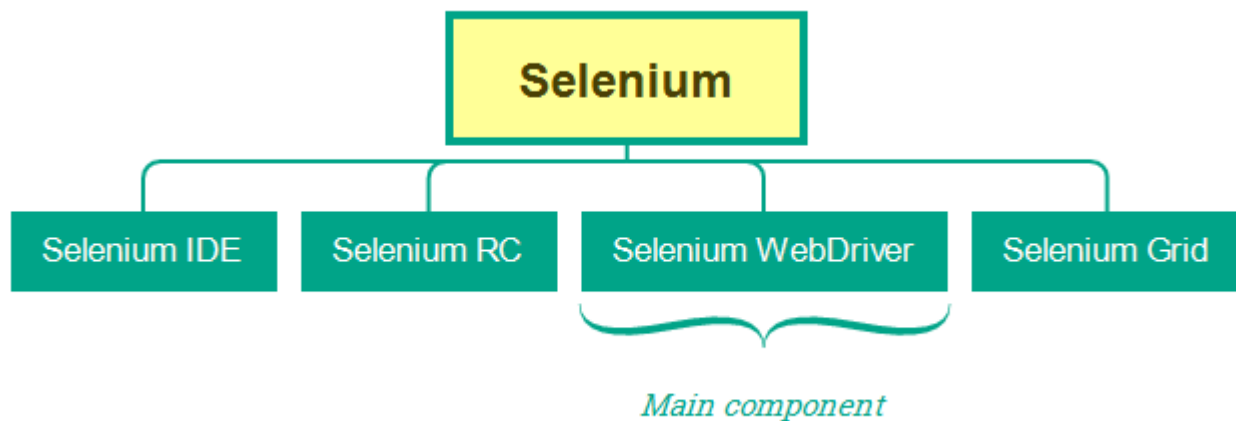 Selenium
Selenium IDE
Selenium RC
Selenium WebDriver
Selenium Grid
Main component